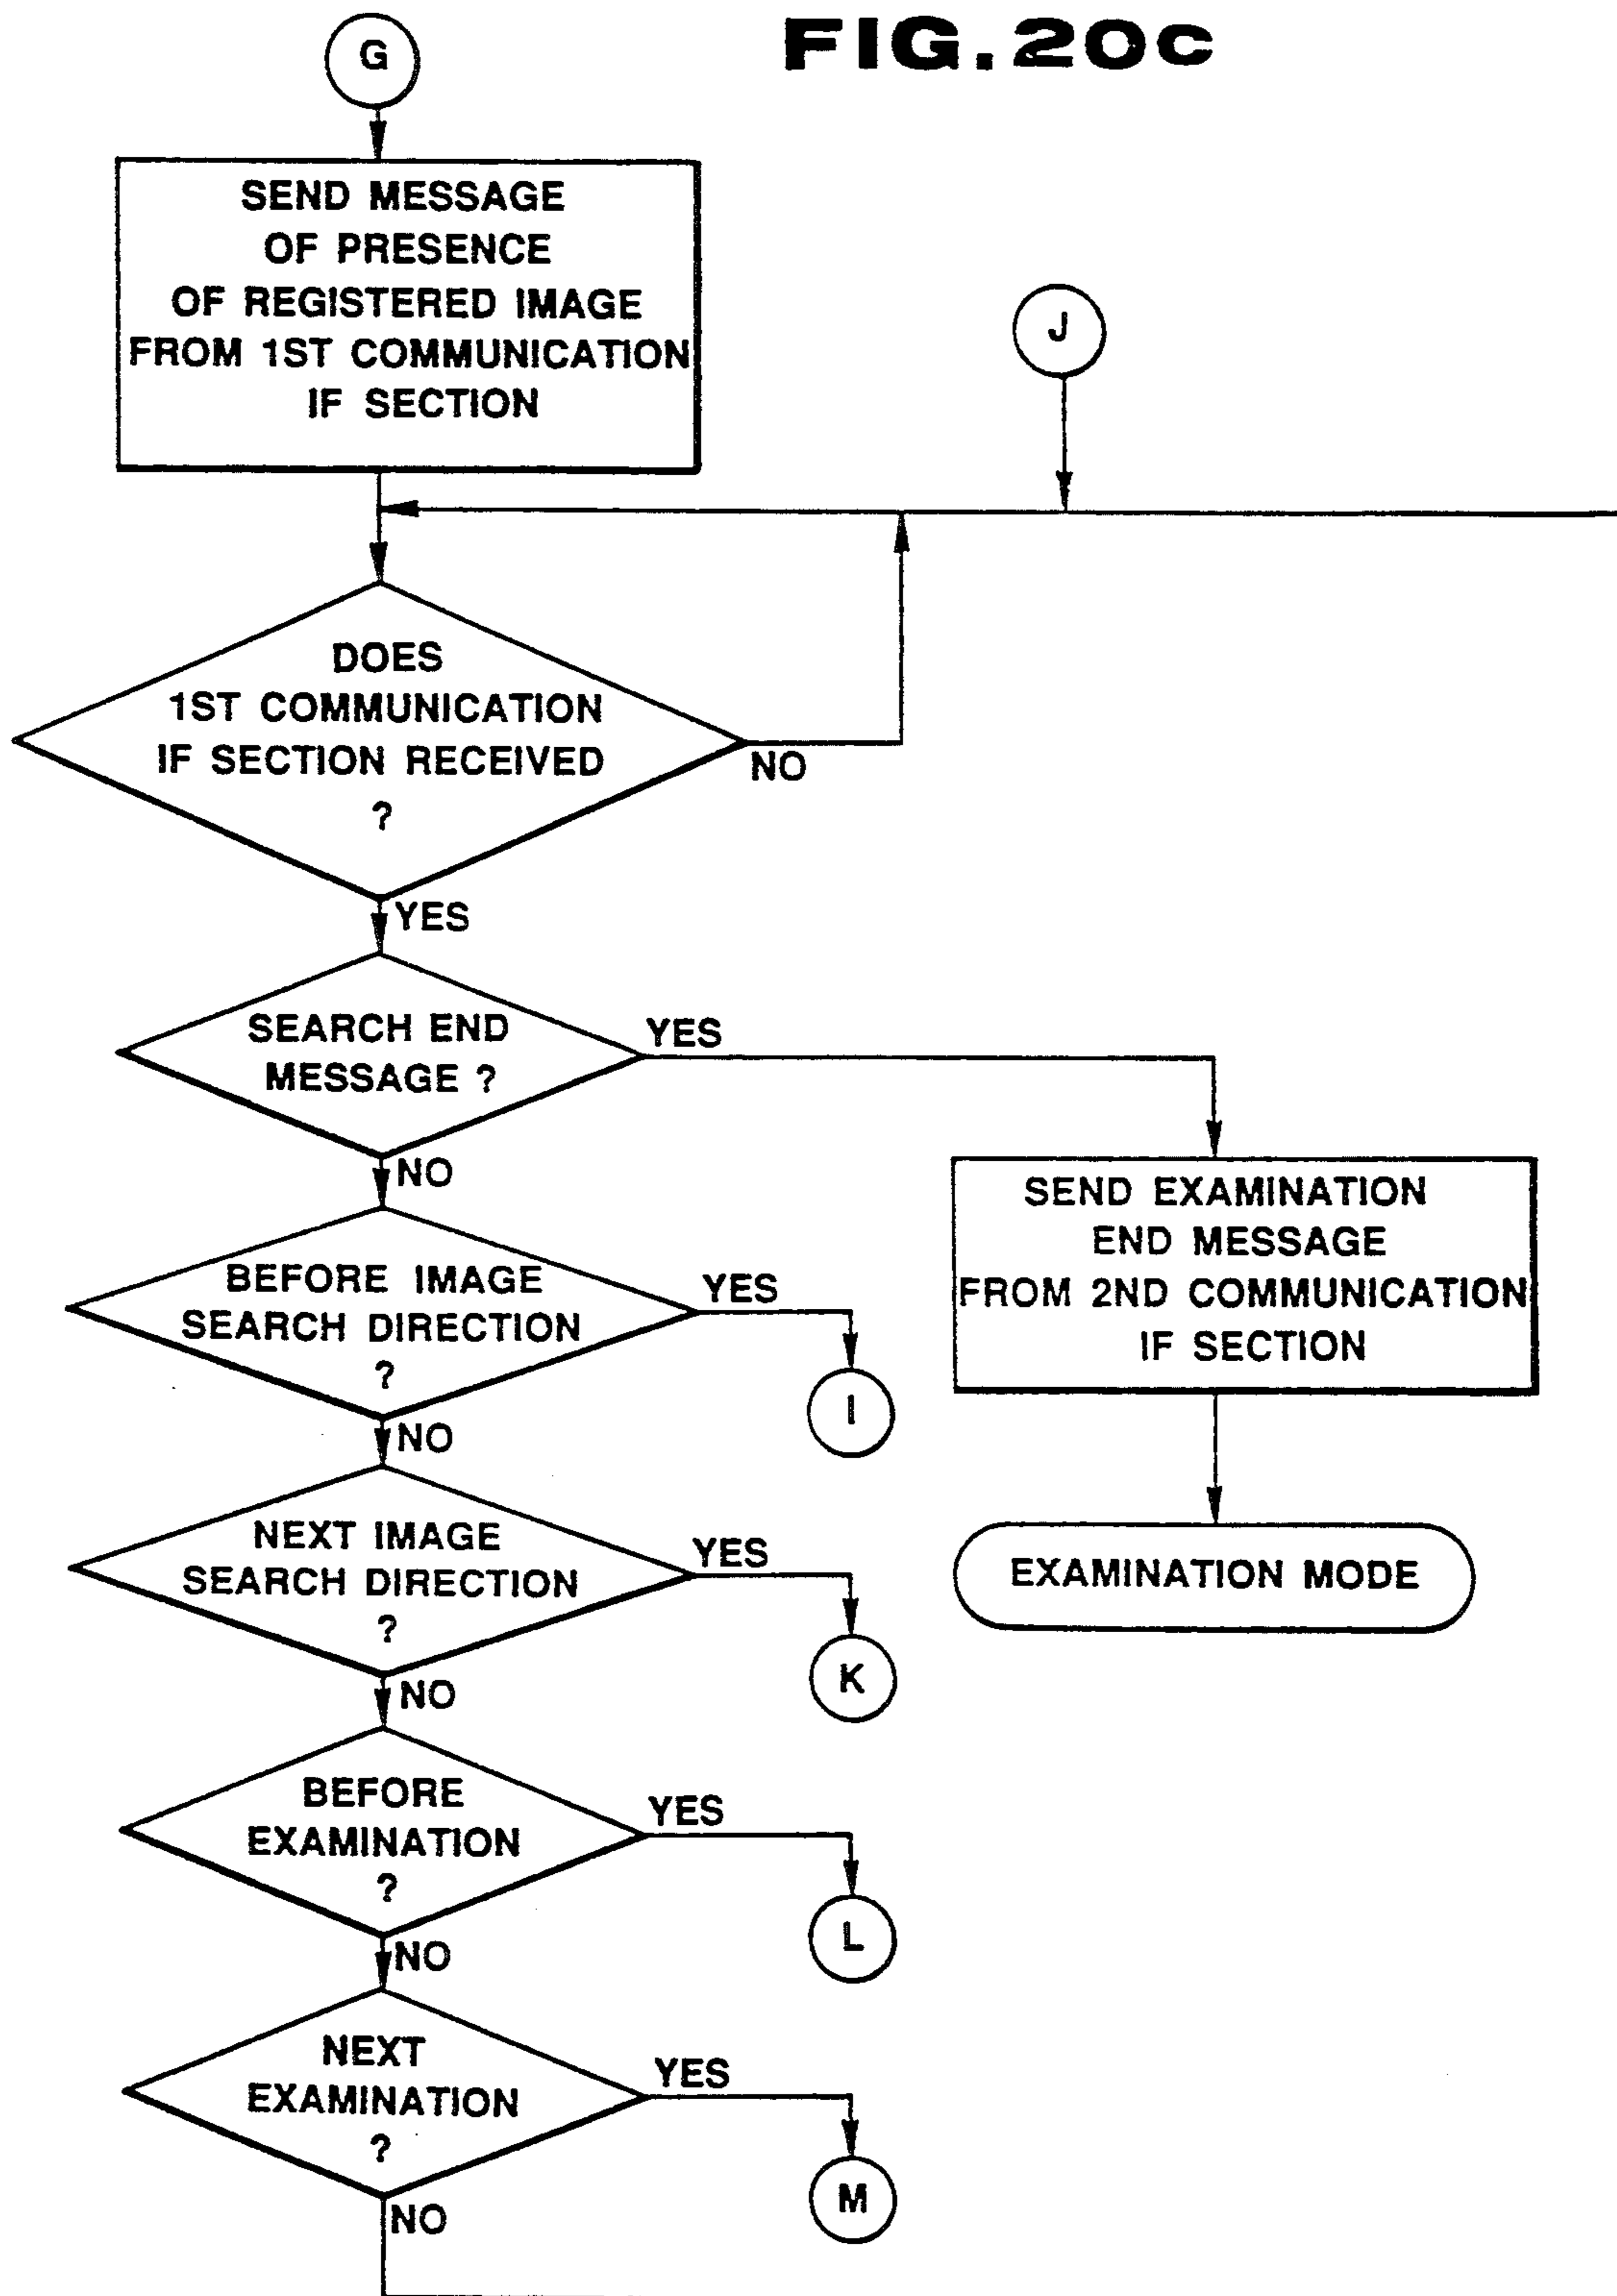 FIG.20c
G
SEND MESSAGE
OF PRESENCE
OF REGISTERED IMAGE
FROM 1ST COMMUNICATION
IF SECTION
J
DOES
1ST COMMUNICATION
IF SECTION RECEIVED
?
NO
YES
SEARCH END
MESSAGE ?
YES
NO
SEND EXAMINATION
END MESSAGE
FROM 2ND COMMUNICATION
IF SECTION
BEFORE IMAGE
SEARCH DIRECTION
?
YES
I
NO
EXAMINATION MODE
NEXT IMAGE
SEARCH DIRECTION
?
YES
K
NO
BEFORE
EXAMINATION
?
YES
L
NO
NEXT
EXAMINATION
?
YES
M
NO